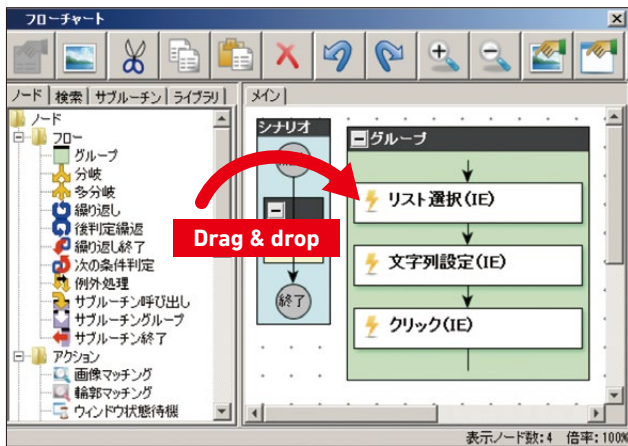 フローチャート
ノード 検索 サブルーチン ライブラリ
メイン
ノード
フロー
グループ
分岐
多分岐
繰り返し
後判定繰返
繰り返し終了
次の条件判定
例外処理
サブルーチン呼び出し
サブルーチングループ
サブルーチン終了
アクション
画像マッチング
輪郭マッチング
ウィンドウ状態待機
シナリオ
終了
グループ
リスト選択(IE)
文字列設定(IE)
クリック(IE)
Drag & drop
表示ノード数:4 倍率:100%